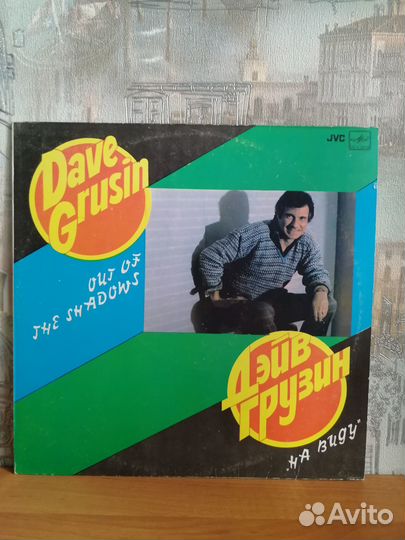 Dave
Grusin
OUT OF
THE SHADOWS
JVC
Дэйв
Грузин
„НА ВИДУ"
Avito